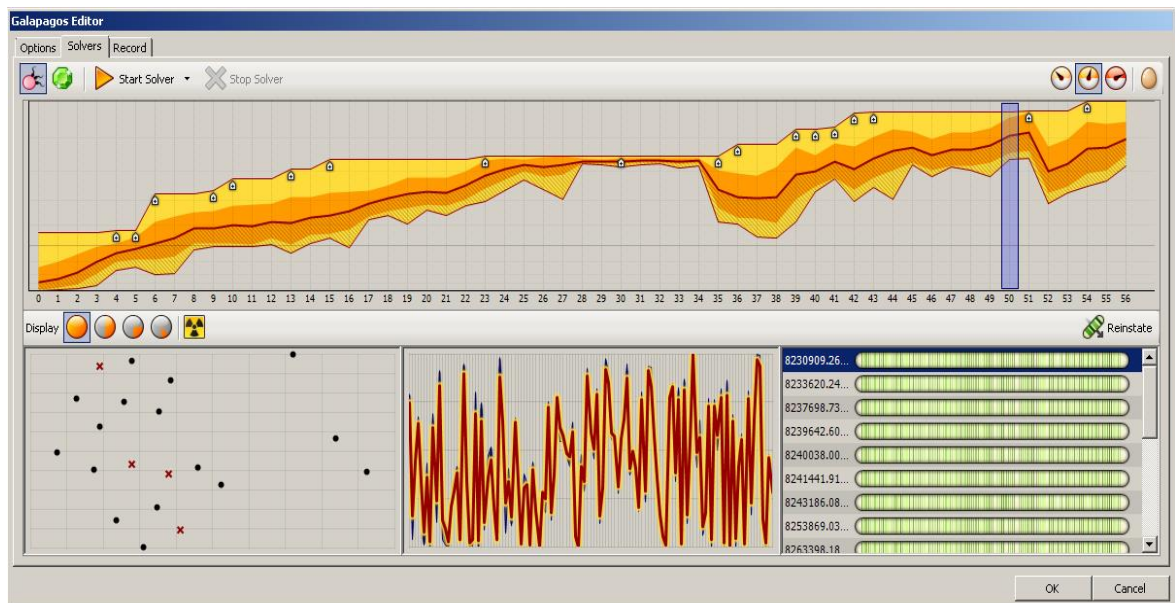 Galapagos Editor
Options Solvers Record
Start Solver Stop Solver
0 1 2 3 4 5 6 7 8 9 10 11 12 13 14 15 16 17 18 19 20 21 22 23 24 25 26 27 28 29 30 31 32 33 34 35 36 37 38 39 40 41 42 43 44 45 46 47 48 49 50 51 52 53 54 55 56
Display Reinstate
8230909.26...
8233620.24...
8237698.73...
8239642.60...
8240038.00...
8241441.91...
8243186.08...
8253869.03...
8263398.18
OK Cancel